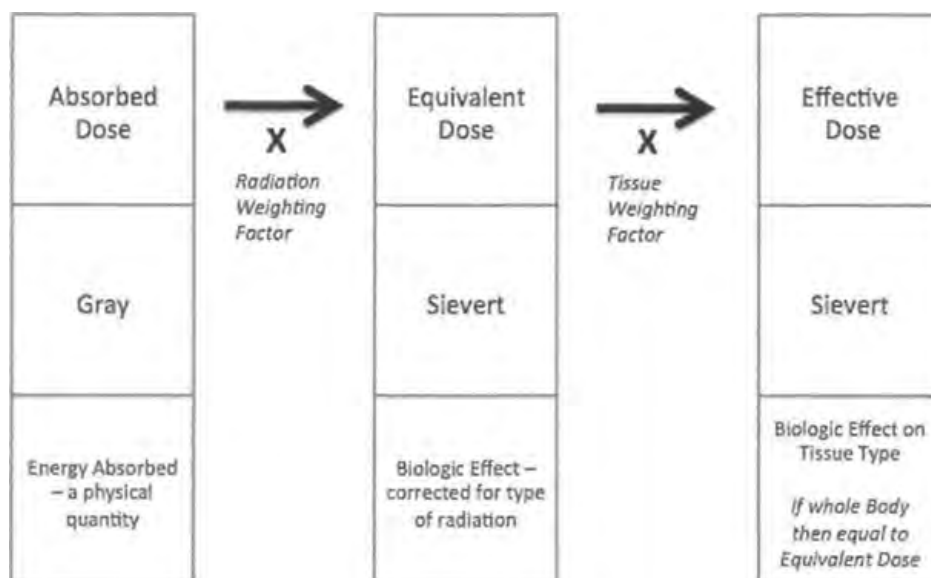 Absorbed
Dose
X
Radiation
Weighting
Factor
Equivalent
Dose
X
Tissue
Weighting
Factor
Effective
Dose
Gray
Sievert
Sievert
Energy Absorbed
– a physical
quantity
Biologic Effect –
corrected for type
of radiation
Biologic Effect on
Tissue Type
If whole Body
then equal to
Equivalent Dose